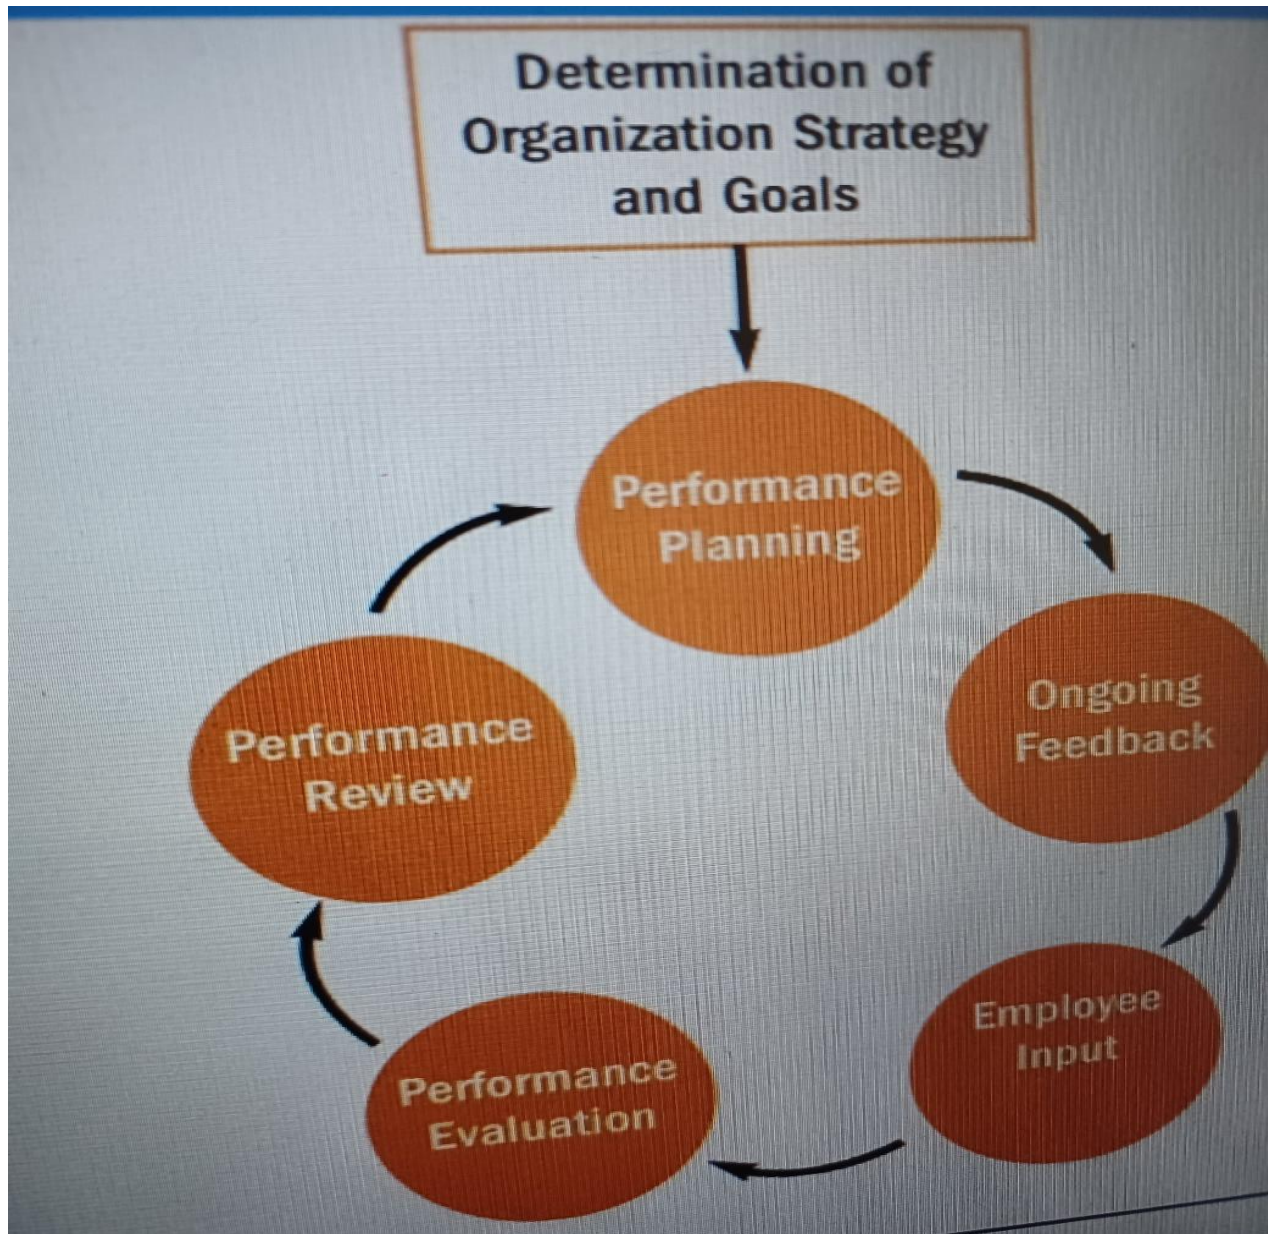 Determination of
Organization Strategy
and Goals
Performance
Planning
Ongoing
Feedback
Employee
Input
Performance
Evaluation
Performance
Review